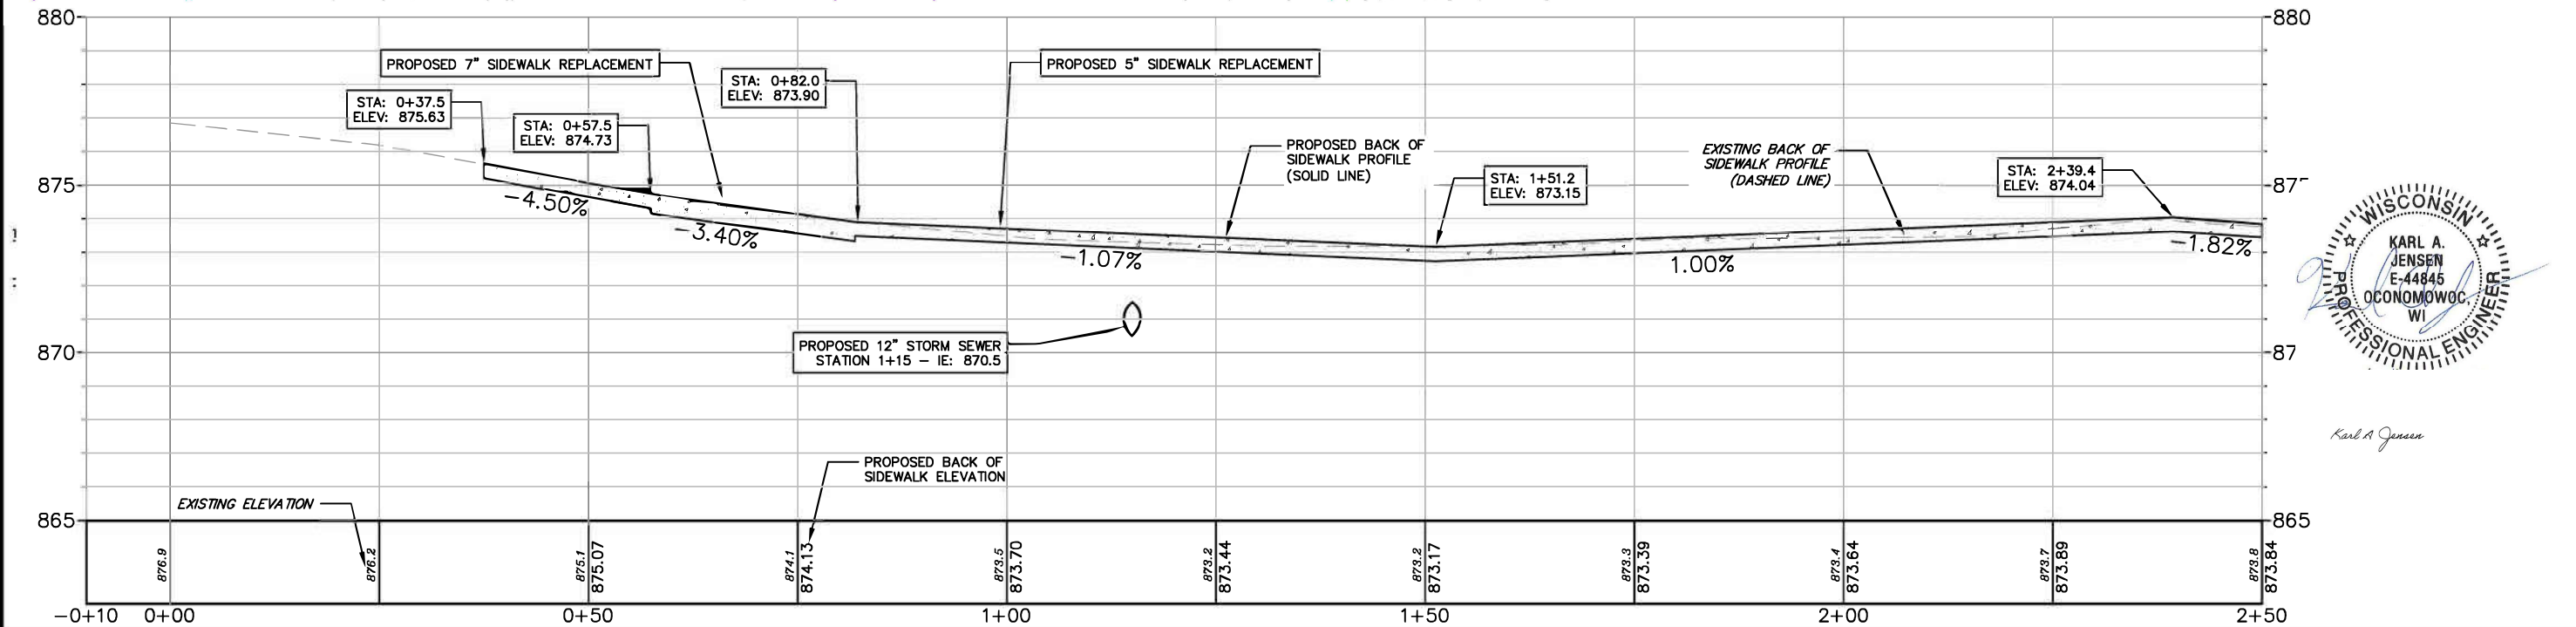 880
880
PROPOSED 7" SIDEWALK REPLACEMENT
PROPOSED 5" SIDEWALK REPLACEMENT
STA: 0+82.0
ELEV: 873.90
STA: 0+37.5
ELEV: 875.63
STA: 0+57.5
ELEV: 874.73
PROPOSED BACK OF
SIDEWALK PROFILE
(SOLID LINE)
EXISTING BACK OF
SIDEWALK PROFILE
(DASHED LINE)
STA: 1+51.2
ELEV: 873.15
STA: 2+39.4
ELEV: 874.04
875
87
-4.50%
-3.40%
-1.07%
1.00%
-1.82%
WISCONSIN
KARL A.
JENSEN
E-44845
OCONOMOWOC,
WI
PROFESSIONAL ENGINEER
PROPOSED 12" STORM SEWER
STATION 1+15 - IE: 870.5
870
87
Karl A Jensen
PROPOSED BACK OF
SIDEWALK ELEVATION
EXISTING ELEVATION
865
865
876.9
876.2
875.1
875.07
874.1
874.13
873.5
873.70
873.2
873.44
873.2
873.17
873.3
873.39
873.4
873.64
873.7
873.89
873.8
873.84
-0+10
0+00
0+50
1+00
1+50
2+00
2+50